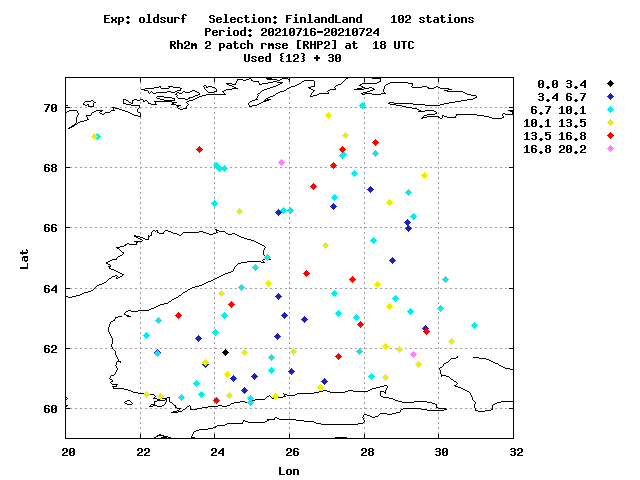 Exp: oldsurf   Selection: FinlandLand    102 stations
Period: 20210716-20210724
Rh2m 2 patch rmse [RHP2] at  18 UTC
Used {12} + 30
0.0 3.4
3.4 6.7
6.7 10.1
10.1 13.5
13.5 16.8
16.8 20.2
70
68
66
64
62
60
Lat
20 22 24 26 28 30 32
Lon